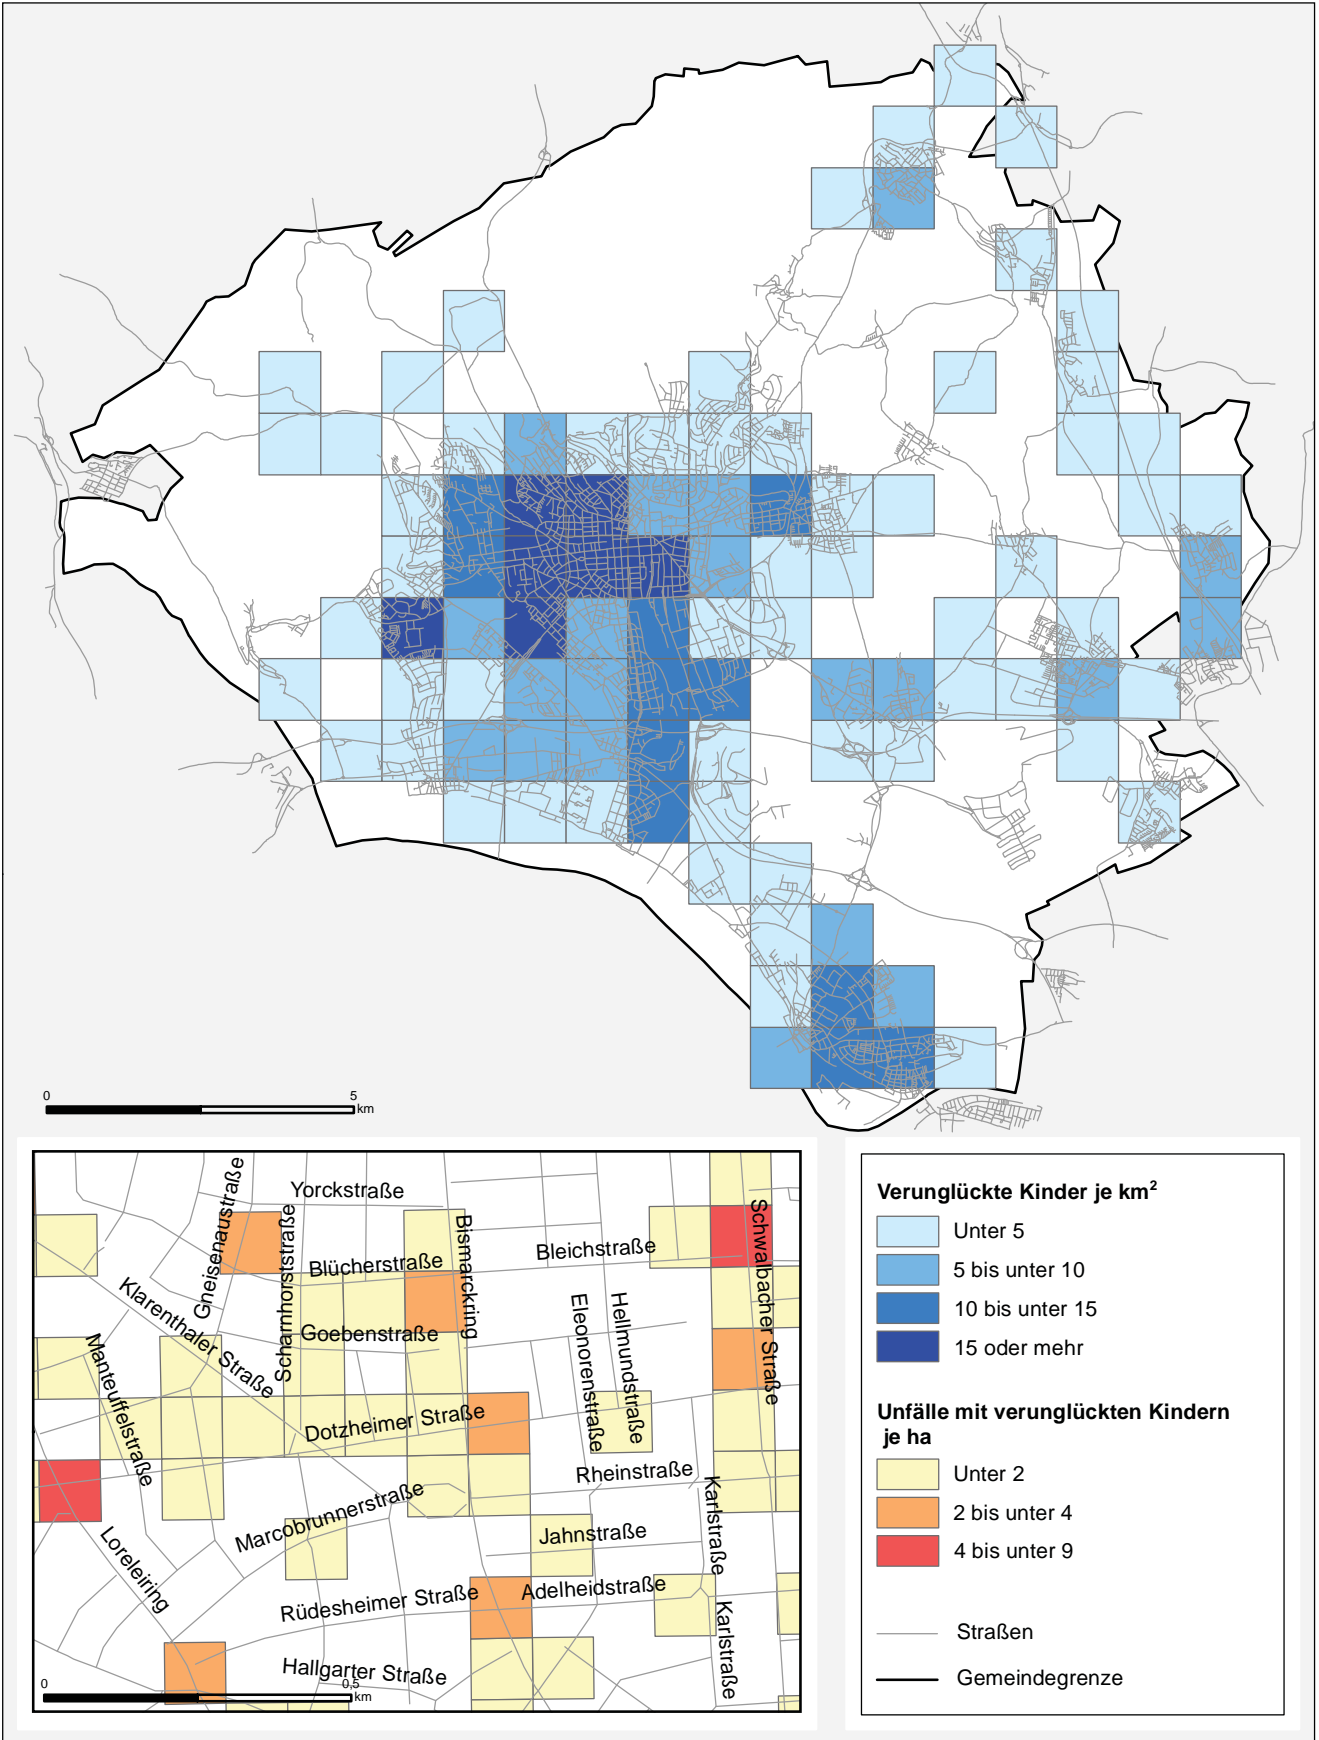 0 5
km
Yorckstraße
Gneisenaustraße
Scharnhorststraße
Bismarckring
Schwalbacher Straße
Bleichstraße
Blücherstraße
Klarenthaler Straße
Goebenstraße
Eleonorenstraße
Hellmundstraße
Manteuffelstraße
Dotzheimer Straße
Rheinstraße
Karlstraße
Marcobrunnerstraße
Jahnstraße
Loreleiring
Rüdesheimer Straße
Adelheidstraße
Karlstraße
Hallgarter Straße
0 0,5
km
Verunglückte Kinder je km²
Unter 5
5 bis unter 10
10 bis unter 15
15 oder mehr
Unfälle mit verunglückten Kindern
je ha
Unter 2
2 bis unter 4
4 bis unter 9
Straßen
Gemeindegrenze